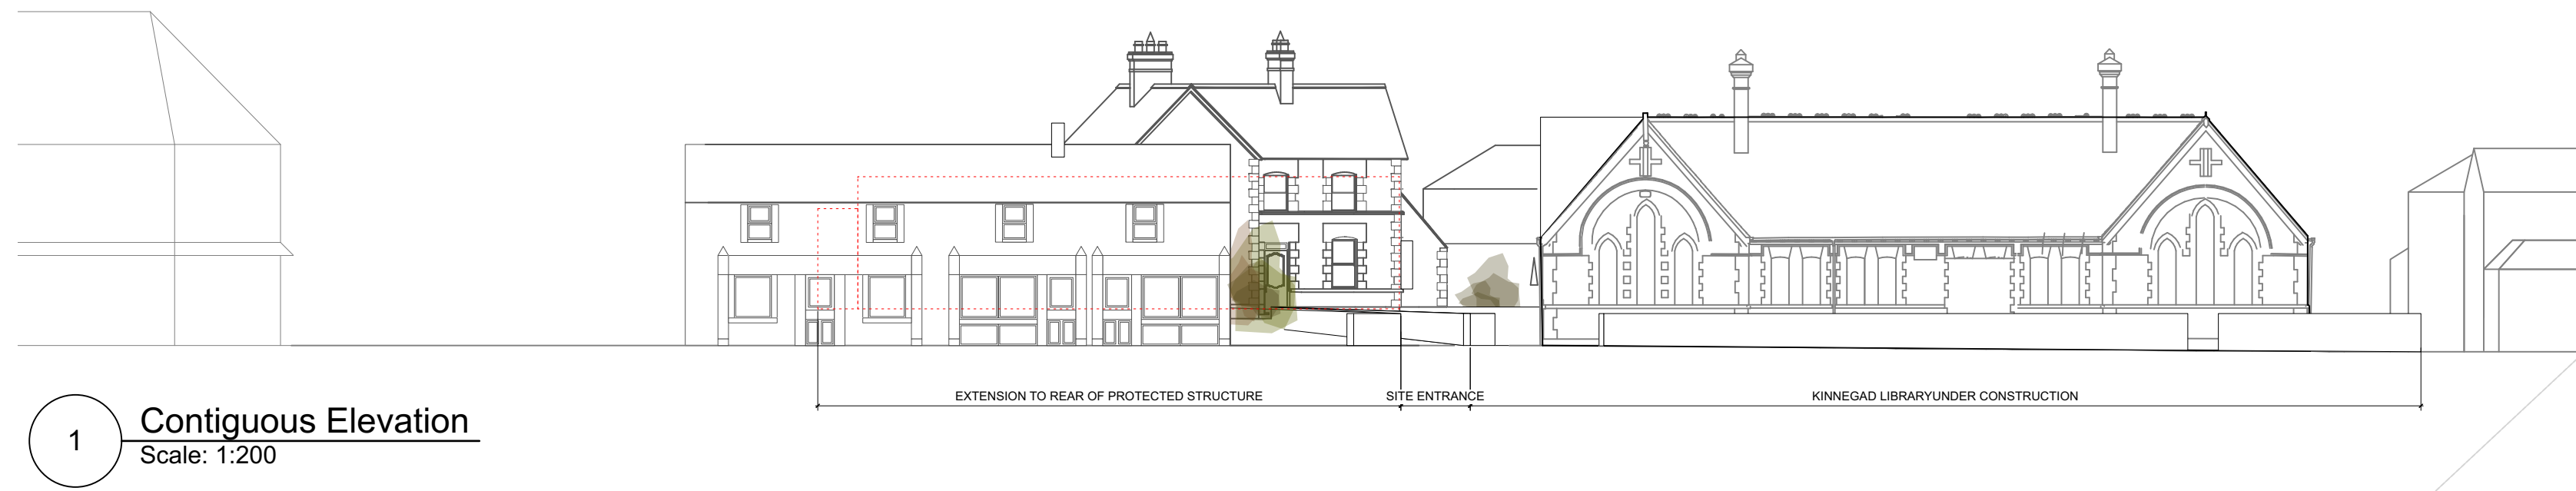 EXTENSION TO REAR OF PROTECTED STRUCTURE
SITE ENTRANCE
KINNEGAD LIBRARYUNDER CONSTRUCTION
1
Contiguous Elevation
Scale: 1:200